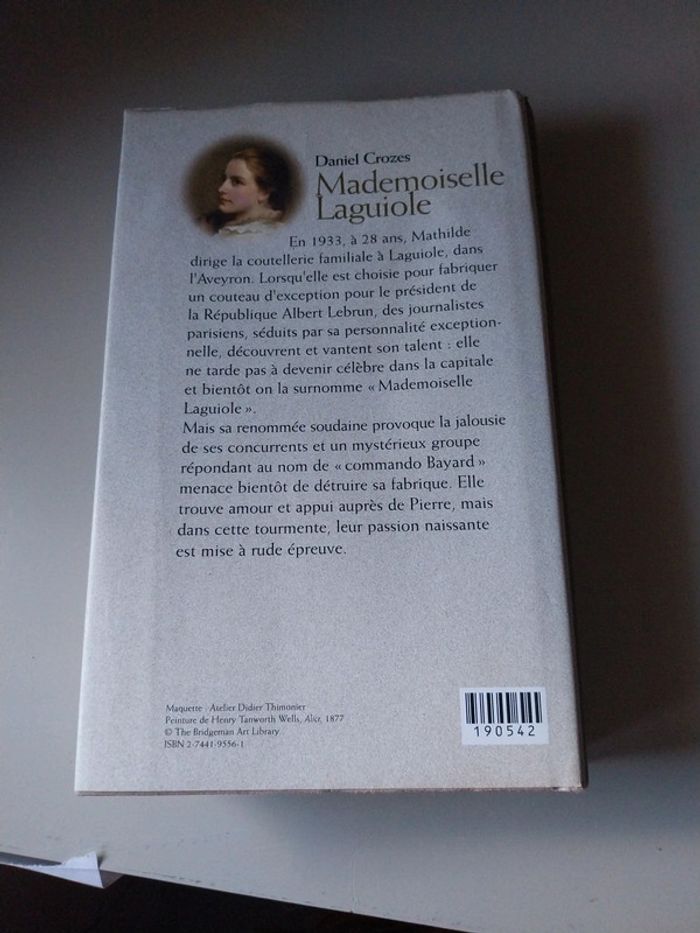 Daniel Crozes
Mademoiselle
Laguiole
En 1933, à 28 ans, Mathilde
dirige la coutellerie familiale à Laguiole, dans
l'Aveyron. Lorsqu'elle est choisie pour fabriquer
un couteau d'exception pour le président de
la République Albert Lebrun, des journalistes
parisiens, séduits par sa personnalité exception-
nelle, découvrent et vantent son talent : elle
ne tarde pas à devenir célèbre dans la capitale
et bientôt on la surnomme « Mademoiselle
Laguiole ».
Mais sa renommée soudaine provoque la jalousie
de ses concurrents et un mystérieux groupe
répondant au nom de « commando Bayard »
menace bientôt de détruire sa fabrique. Elle
trouve amour et appui auprès de Pierre, mais
dans cette tourmente, leur passion naissante
est mise à rude épreuve.
Maquette : Atelier Didier Thimonier
Peinture de Henry Tanworth Wells, Alice, 1877
© The Bridgeman Art Library
ISBN 2-7441-9556-1
190542